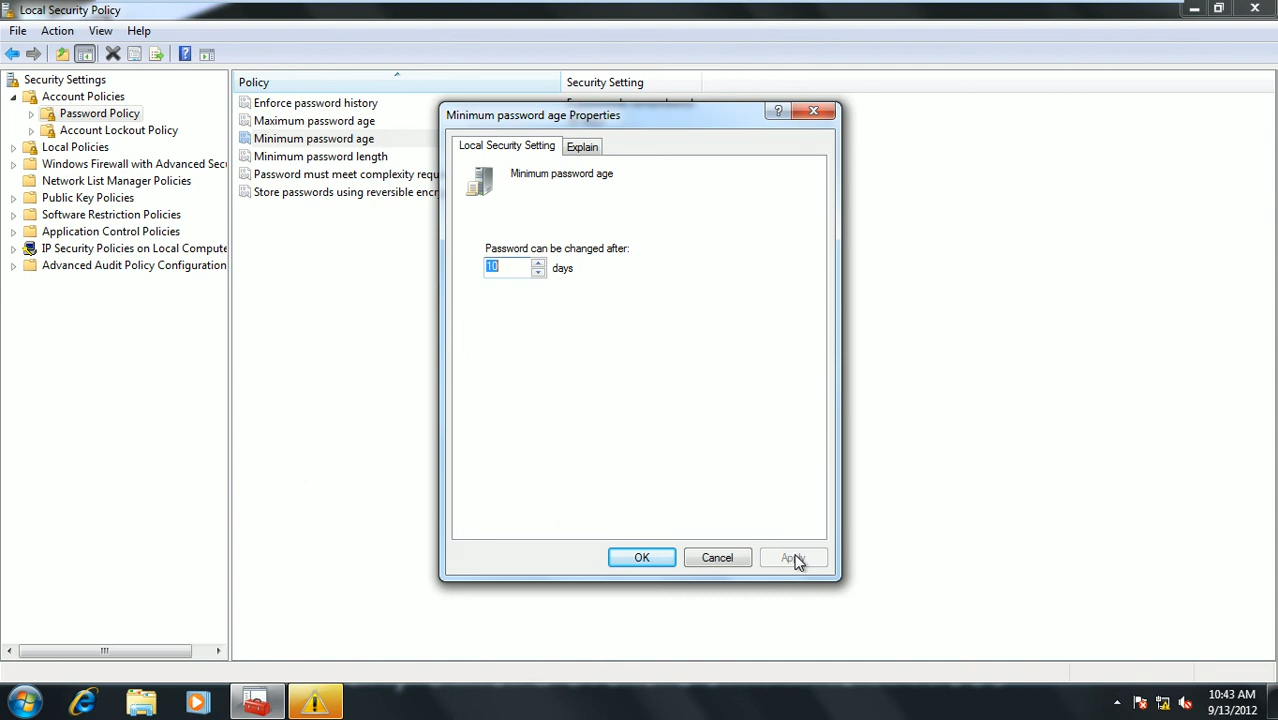 Local Security Policy
File Action View Help
Security Settings
Account Policies
Password Policy
Account Lockout Policy
Local Policies
Windows Firewall with Advanced Secu
Network List Manager Policies
Public Key Policies
Software Restriction Policies
Application Control Policies
IP Security Policies on Local Compute
Advanced Audit Policy Configuration
Policy Security Setting
Enforce password history
Maximum password age
Minimum password age
Minimum password length
Password must meet complexity requ
Store passwords using reversible encr
Minimum password age Properties
Local Security Setting Explain
Minimum password age
Password can be changed after:
10 days
OK Cancel Apply
10:43 AM
9/13/2012